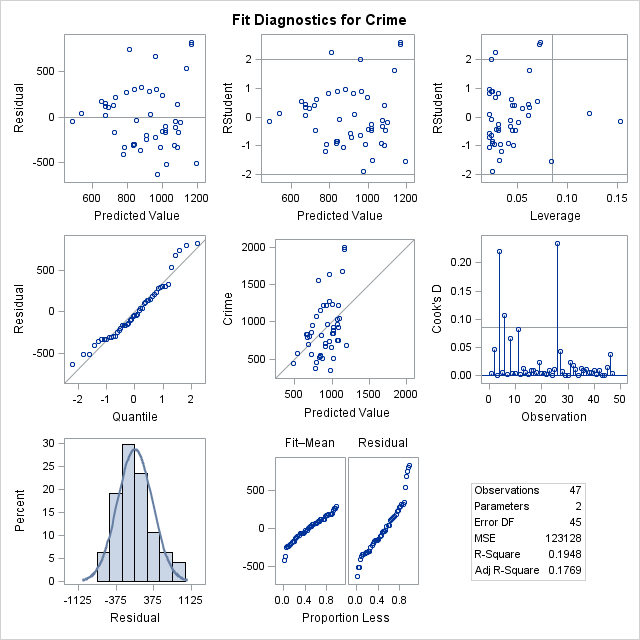 Fit Diagnostics for Crime
Residual
500
0
-500
600 800 1000 1200
Predicted Value
RStudent
2
1
0
-1
-2
600 800 1000 1200
Predicted Value
RStudent
2
1
0
-1
-2
0.05 0.10 0.15
Leverage
Residual
500
0
-500
-2 -1 0 1 2
Quantile
Crime
2000
1500
1000
500
500 1000 1500 2000
Predicted Value
Cook's D
0.20
0.15
0.10
0.05
0.00
0 10 20 30 40 50
Observation
Percent
30
25
20
15
10
5
0
-1125 -375 375 1125
Residual
Fit–Mean Residual
500
0
-500
0.0 0.4 0.8 0.0 0.4 0.8
Proportion Less
Observations 47
Parameters 2
Error DF 45
MSE 123128
R-Square 0.1948
Adj R-Square 0.1769